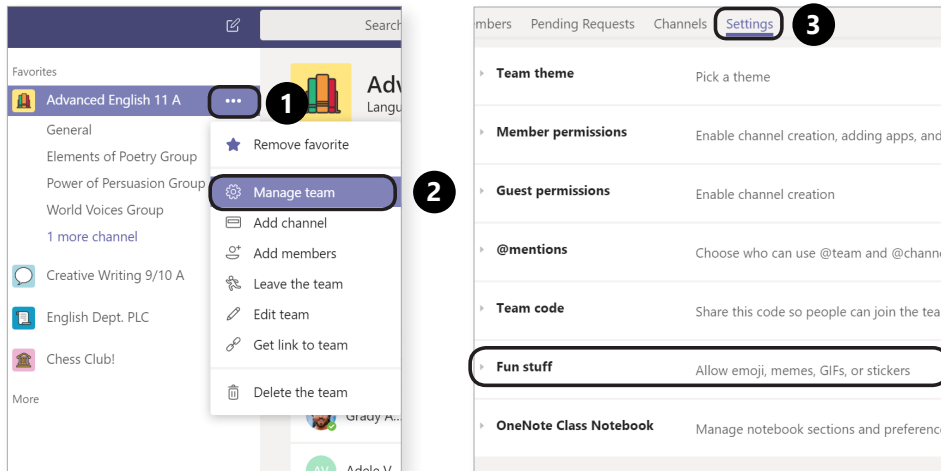 Search
Favorites
Advanced English 11 A
...
1
General
Elements of Poetry Group
Power of Persuasion Group
World Voices Group
1 more channel
Creative Writing 9/10 A
English Dept. PLC
Chess Club!
More
Adv
Langu
Remove favorite
Manage team
2
Add channel
Add members
Leave the team
Edit team
Get link to team
Delete the team
Grady A...
AV Adele V
mbers Pending Requests Channels Settings
3
Team theme Pick a theme
Member permissions Enable channel creation, adding apps, and
Guest permissions Enable channel creation
@mentions Choose who can use @team and @channe
Team code Share this code so people can join the tea
Fun stuff Allow emoji, memes, GIFs, or stickers
OneNote Class Notebook Manage notebook sections and preference